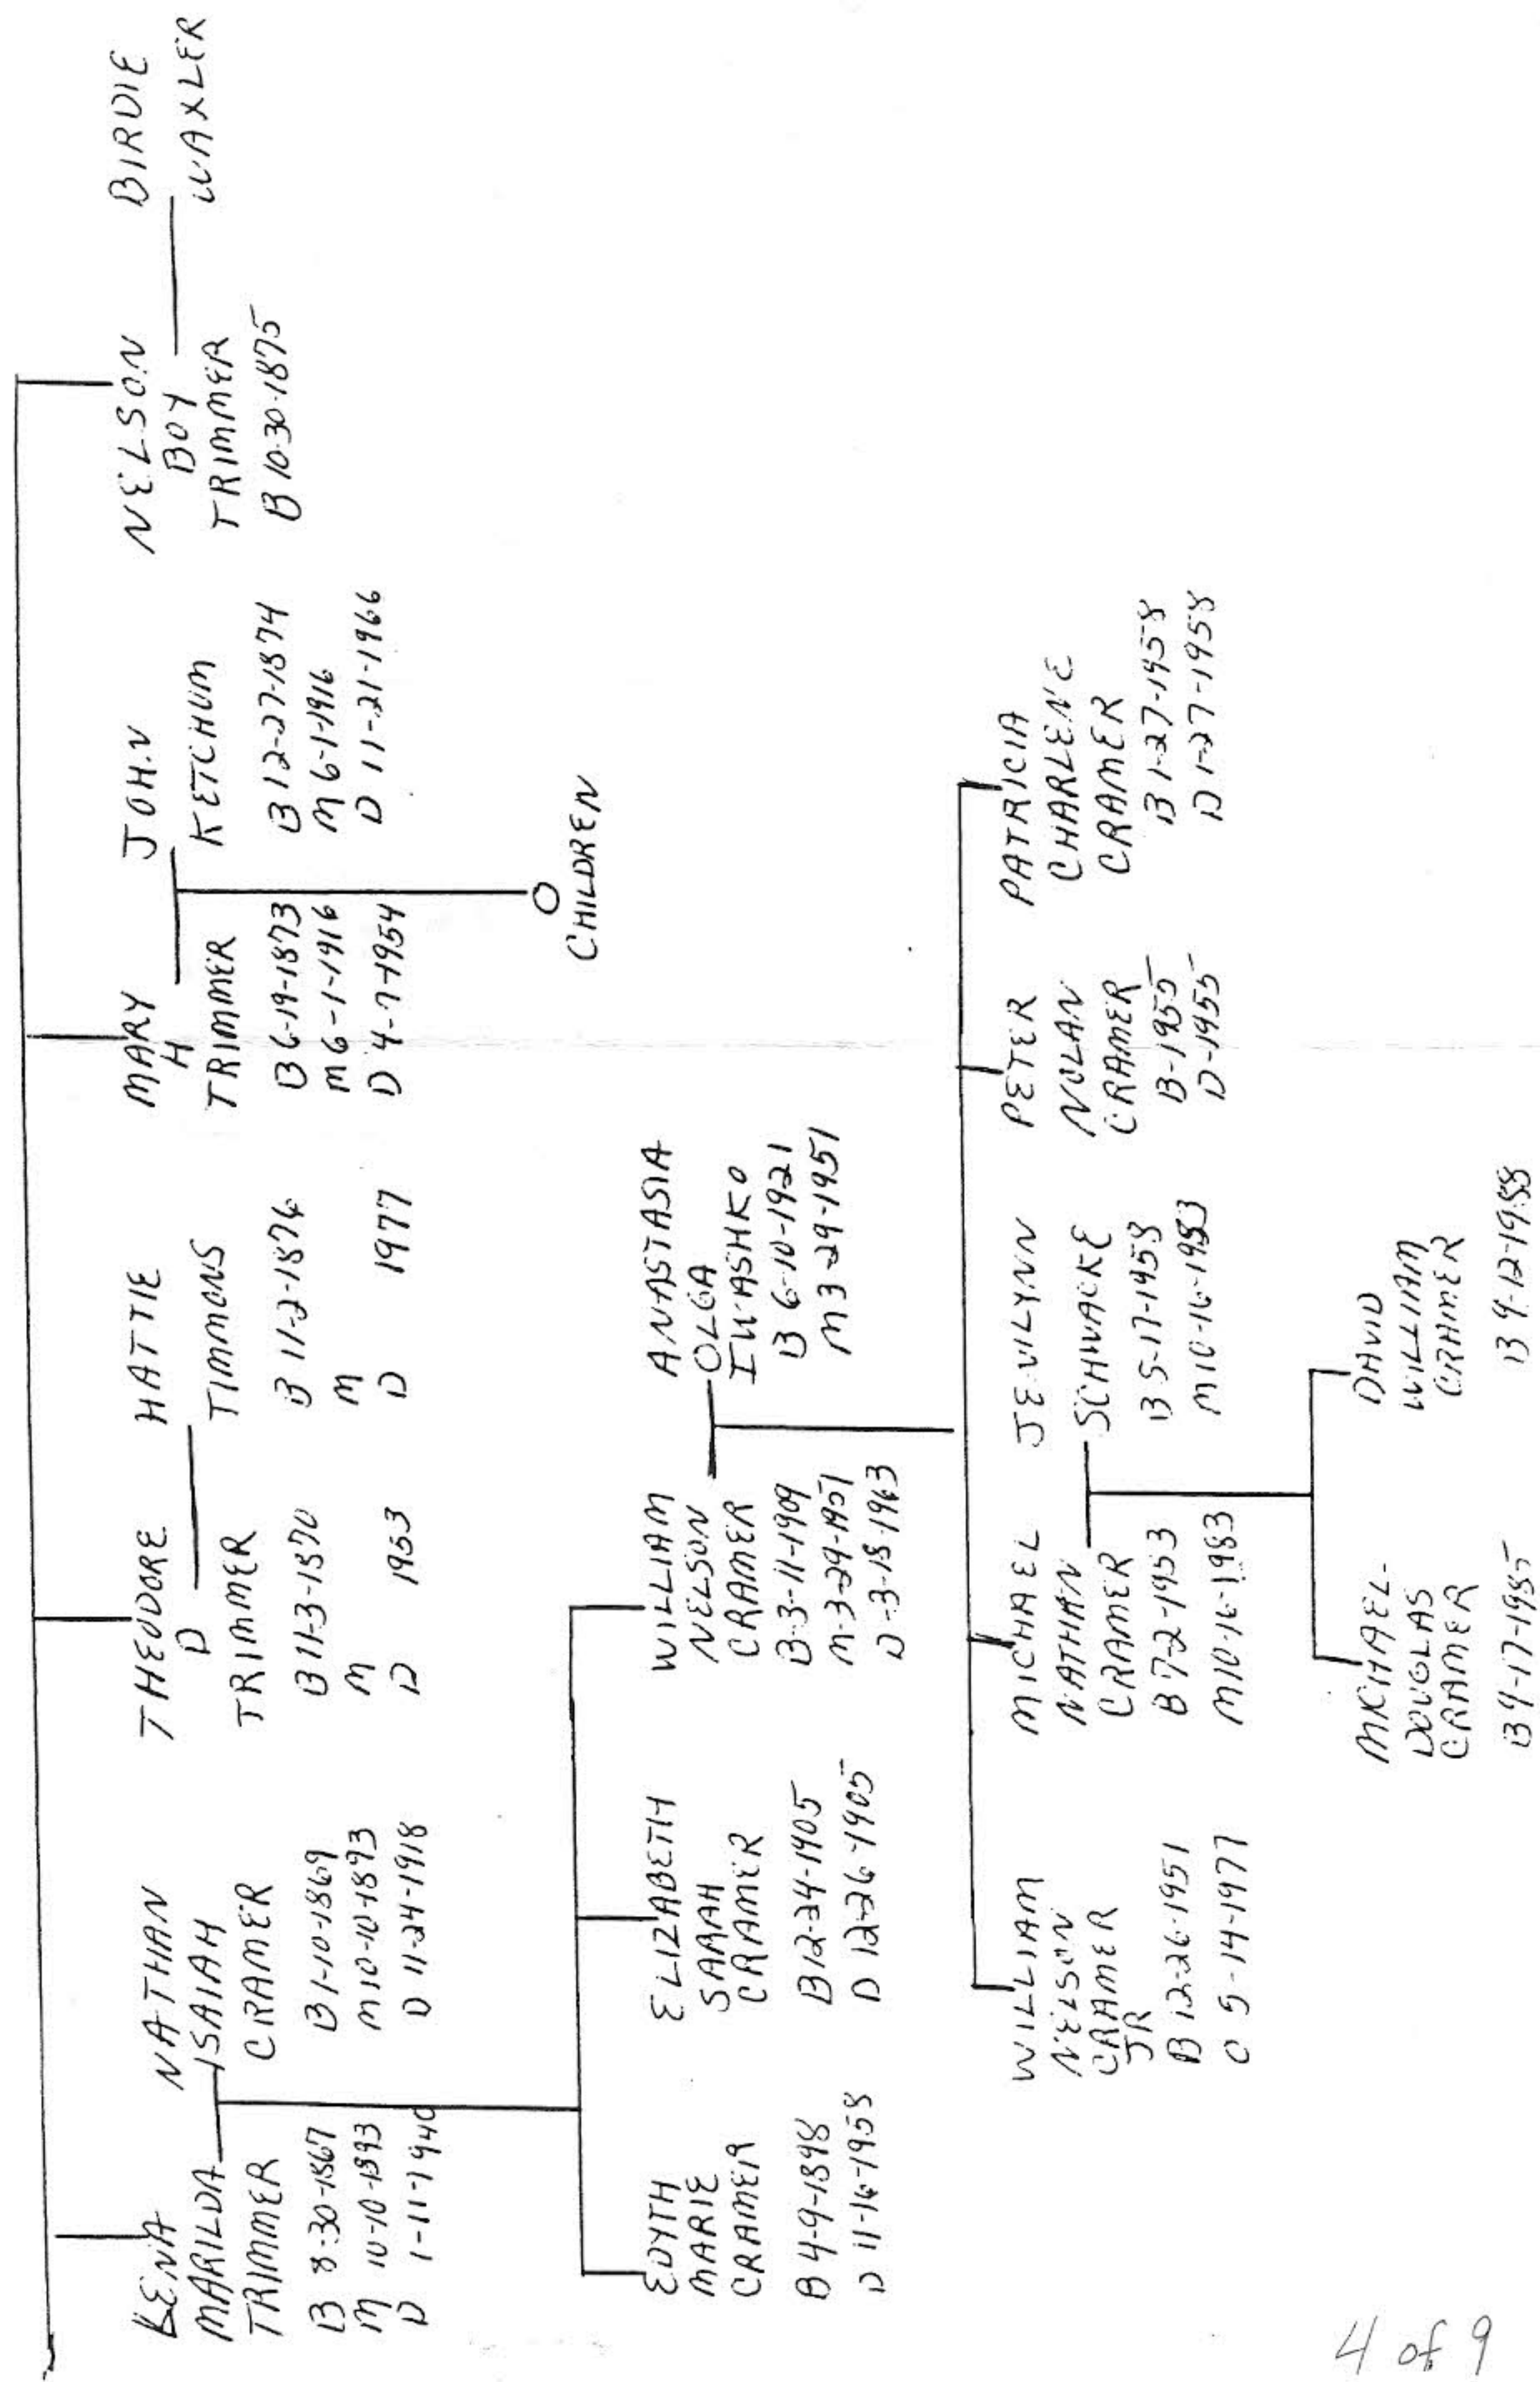 LENA
MARILDA
TRIMMER
B 8-30-1867
M 10-10-1893
D 1-11-1940
NATHAN
ISAIAH
CRAMER
B 1-10-1869
M 10-10-1893
D 11-24-1918
THEODORE
D
TRIMMER
B 11-3-1870
M
D 1953
HATTIE
TIMMONS
B 11-2-1876
M
D 1977
MARY
H
TRIMMER
B 6-19-1873
M 6-1-1916
D 4-7-1954
JOHN
KETCHUM
B 12-27-1874
M 6-1-1916
D 11-21-1966
O
CHILDREN
NELSON
BOY
TRIMMER
B 10-30-1875
BIRDIE
WAXLER
EDYTH
MARIE
CRAMER
B 4-9-1898
D 11-16-1958
ELIZABETH
SARAH
CRAMER
B 12-24-1905
D 12-26-1905
WILLIAM
NELSON
CRAMER
B-3-11-1909
M-3-29-1951
D-3-18-1963
ANASTASIA
OLGA
IWASHKO
B 6-10-1921
M 3-29-1951
WILLIAM
NELSON
CRAMER
JR
B 12-26-1951
5-14-1977
MICHAEL
NATHAN
CRAMER
B 7-2-1953
M 10-16-1983
JEWLYNN
SCHWACKE
B 5-17-1958
M 10-16-1983
PETER
NOLAN
CRAMER
B-1955
D-1955
PATRICIA
CHARLENE
CRAMER
B 1-27-1958
D 1-27-1958
MICHAEL
DOUGLAS
CRAMER
B 9-17-1985
DAVID
WILLIAM
CRAMER
B 9-12-1988
4 of 9